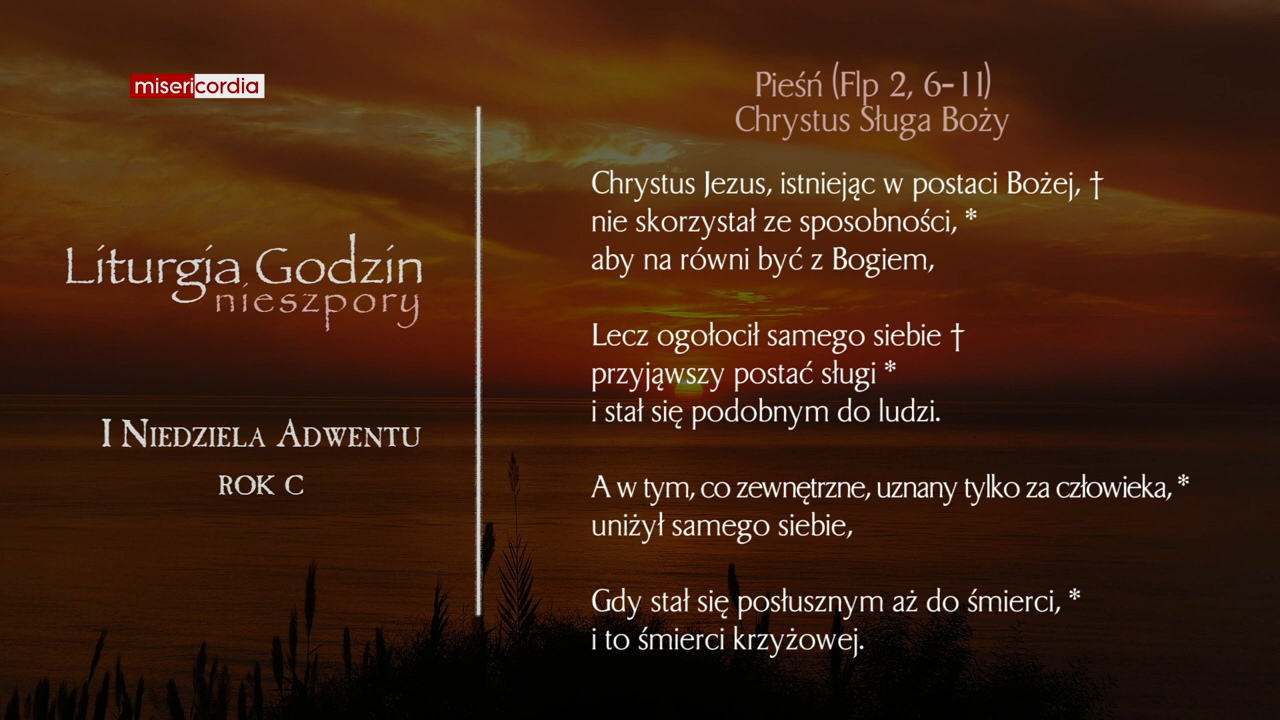 misericordia
Liturgia Godzin
nieszpory
I Niedziela Adwentu
ROK C
Pieśń (Flp 2, 6-11)
Chrystus Sługa Boży
Chrystus Jezus, istniejąc w postaci Bożej, †
nie skorzystał ze sposobności, *
aby na równi być z Bogiem,
Lecz ogołocił samego siebie †
przyjąwszy postać sługi *
i stał się podobnym do ludzi.
A w tym, co zewnętrzne, uznany tylko za człowieka, *
uniżył samego siebie,
Gdy stał się posłusznym aż do śmierci, *
i to śmierci krzyżowej.